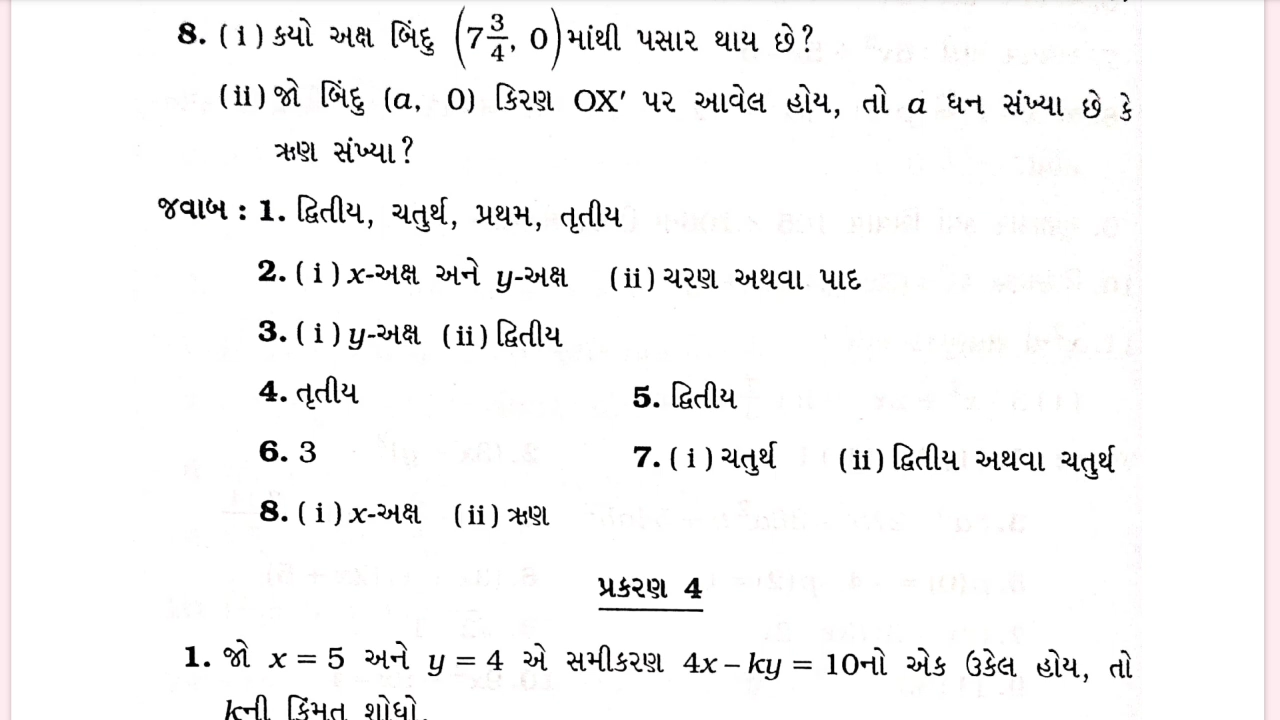 8. (i) કયો અક્ષ બિંદુ (7 3/4, 0) માંથી પસાર થાય છે?
(ii) જો બિંદુ (a, 0) કિરણ OX′ પર આવેલ હોય, તો a ધન સંખ્યા છે કે
ઋણ સંખ્યા?
જવાબ : 1. દ્વિતીય, ચતુર્થ, પ્રથમ, તૃતીય
2. (i) x-અક્ષ અને y-અક્ષ (ii) ચરણ અથવા પાદ
3. (i) y-અક્ષ (ii) દ્વિતીય
4. તૃતીય 5. દ્વિતીય
6. 3 7. (i) ચતુર્થ (ii) દ્વિતીય અથવા ચતુર્થ
8. (i) x-અક્ષ (ii) ઋણ
પ્રકરણ 4
1. જો x = 5 અને y = 4 એ સમીકરણ 4x – ky = 10નો એક ઉકેલ હોય, તો
kની કિંમત શોધો.